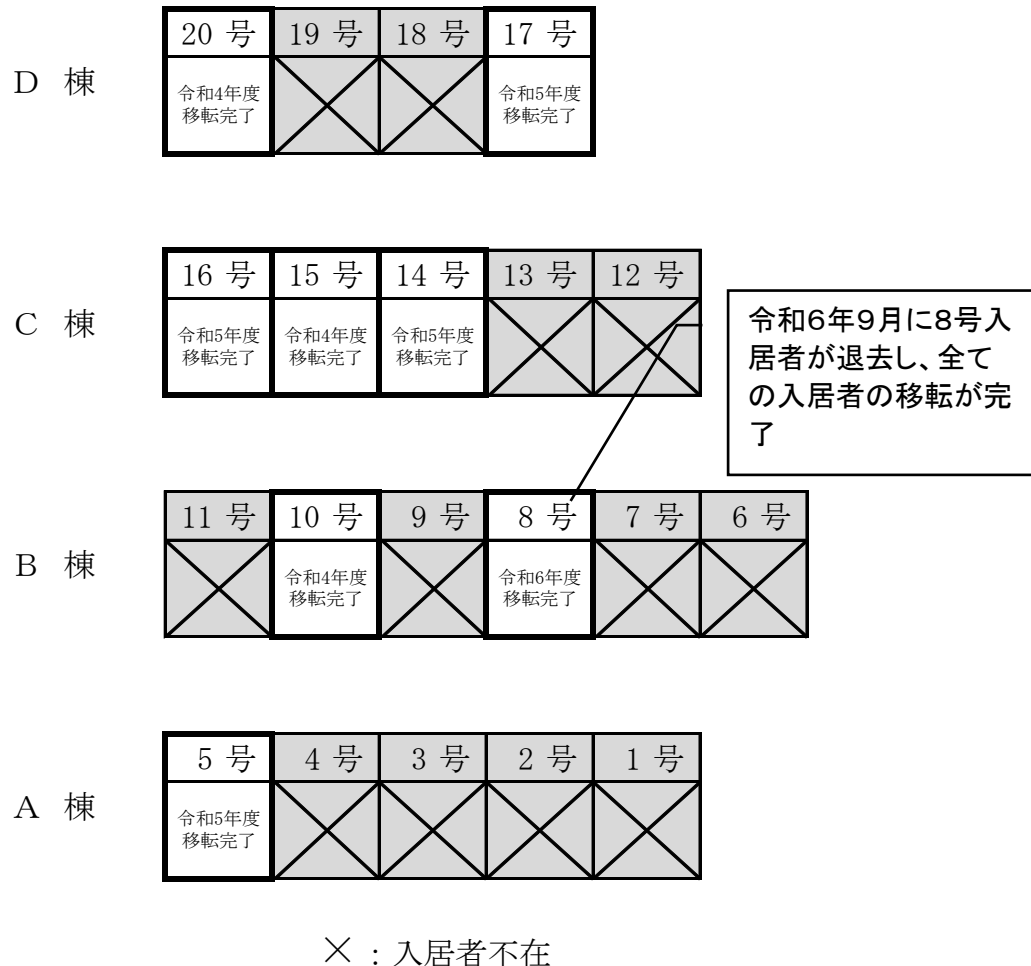 20 号 19 号 18 号 17 号
D 棟
令和4年度
移転完了
令和5年度
移転完了
16 号 15 号 14 号 13 号 12 号
C 棟
令和5年度
移転完了
令和4年度
移転完了
令和5年度
移転完了
令和6年9月に8号入
居者が退去し、全て
の入居者の移転が完
了
11 号 10 号 9 号 8 号 7 号 6 号
B 棟
令和4年度
移転完了
令和6年度
移転完了
5 号 4 号 3 号 2 号 1 号
A 棟
令和5年度
移転完了
× : 入居者不在